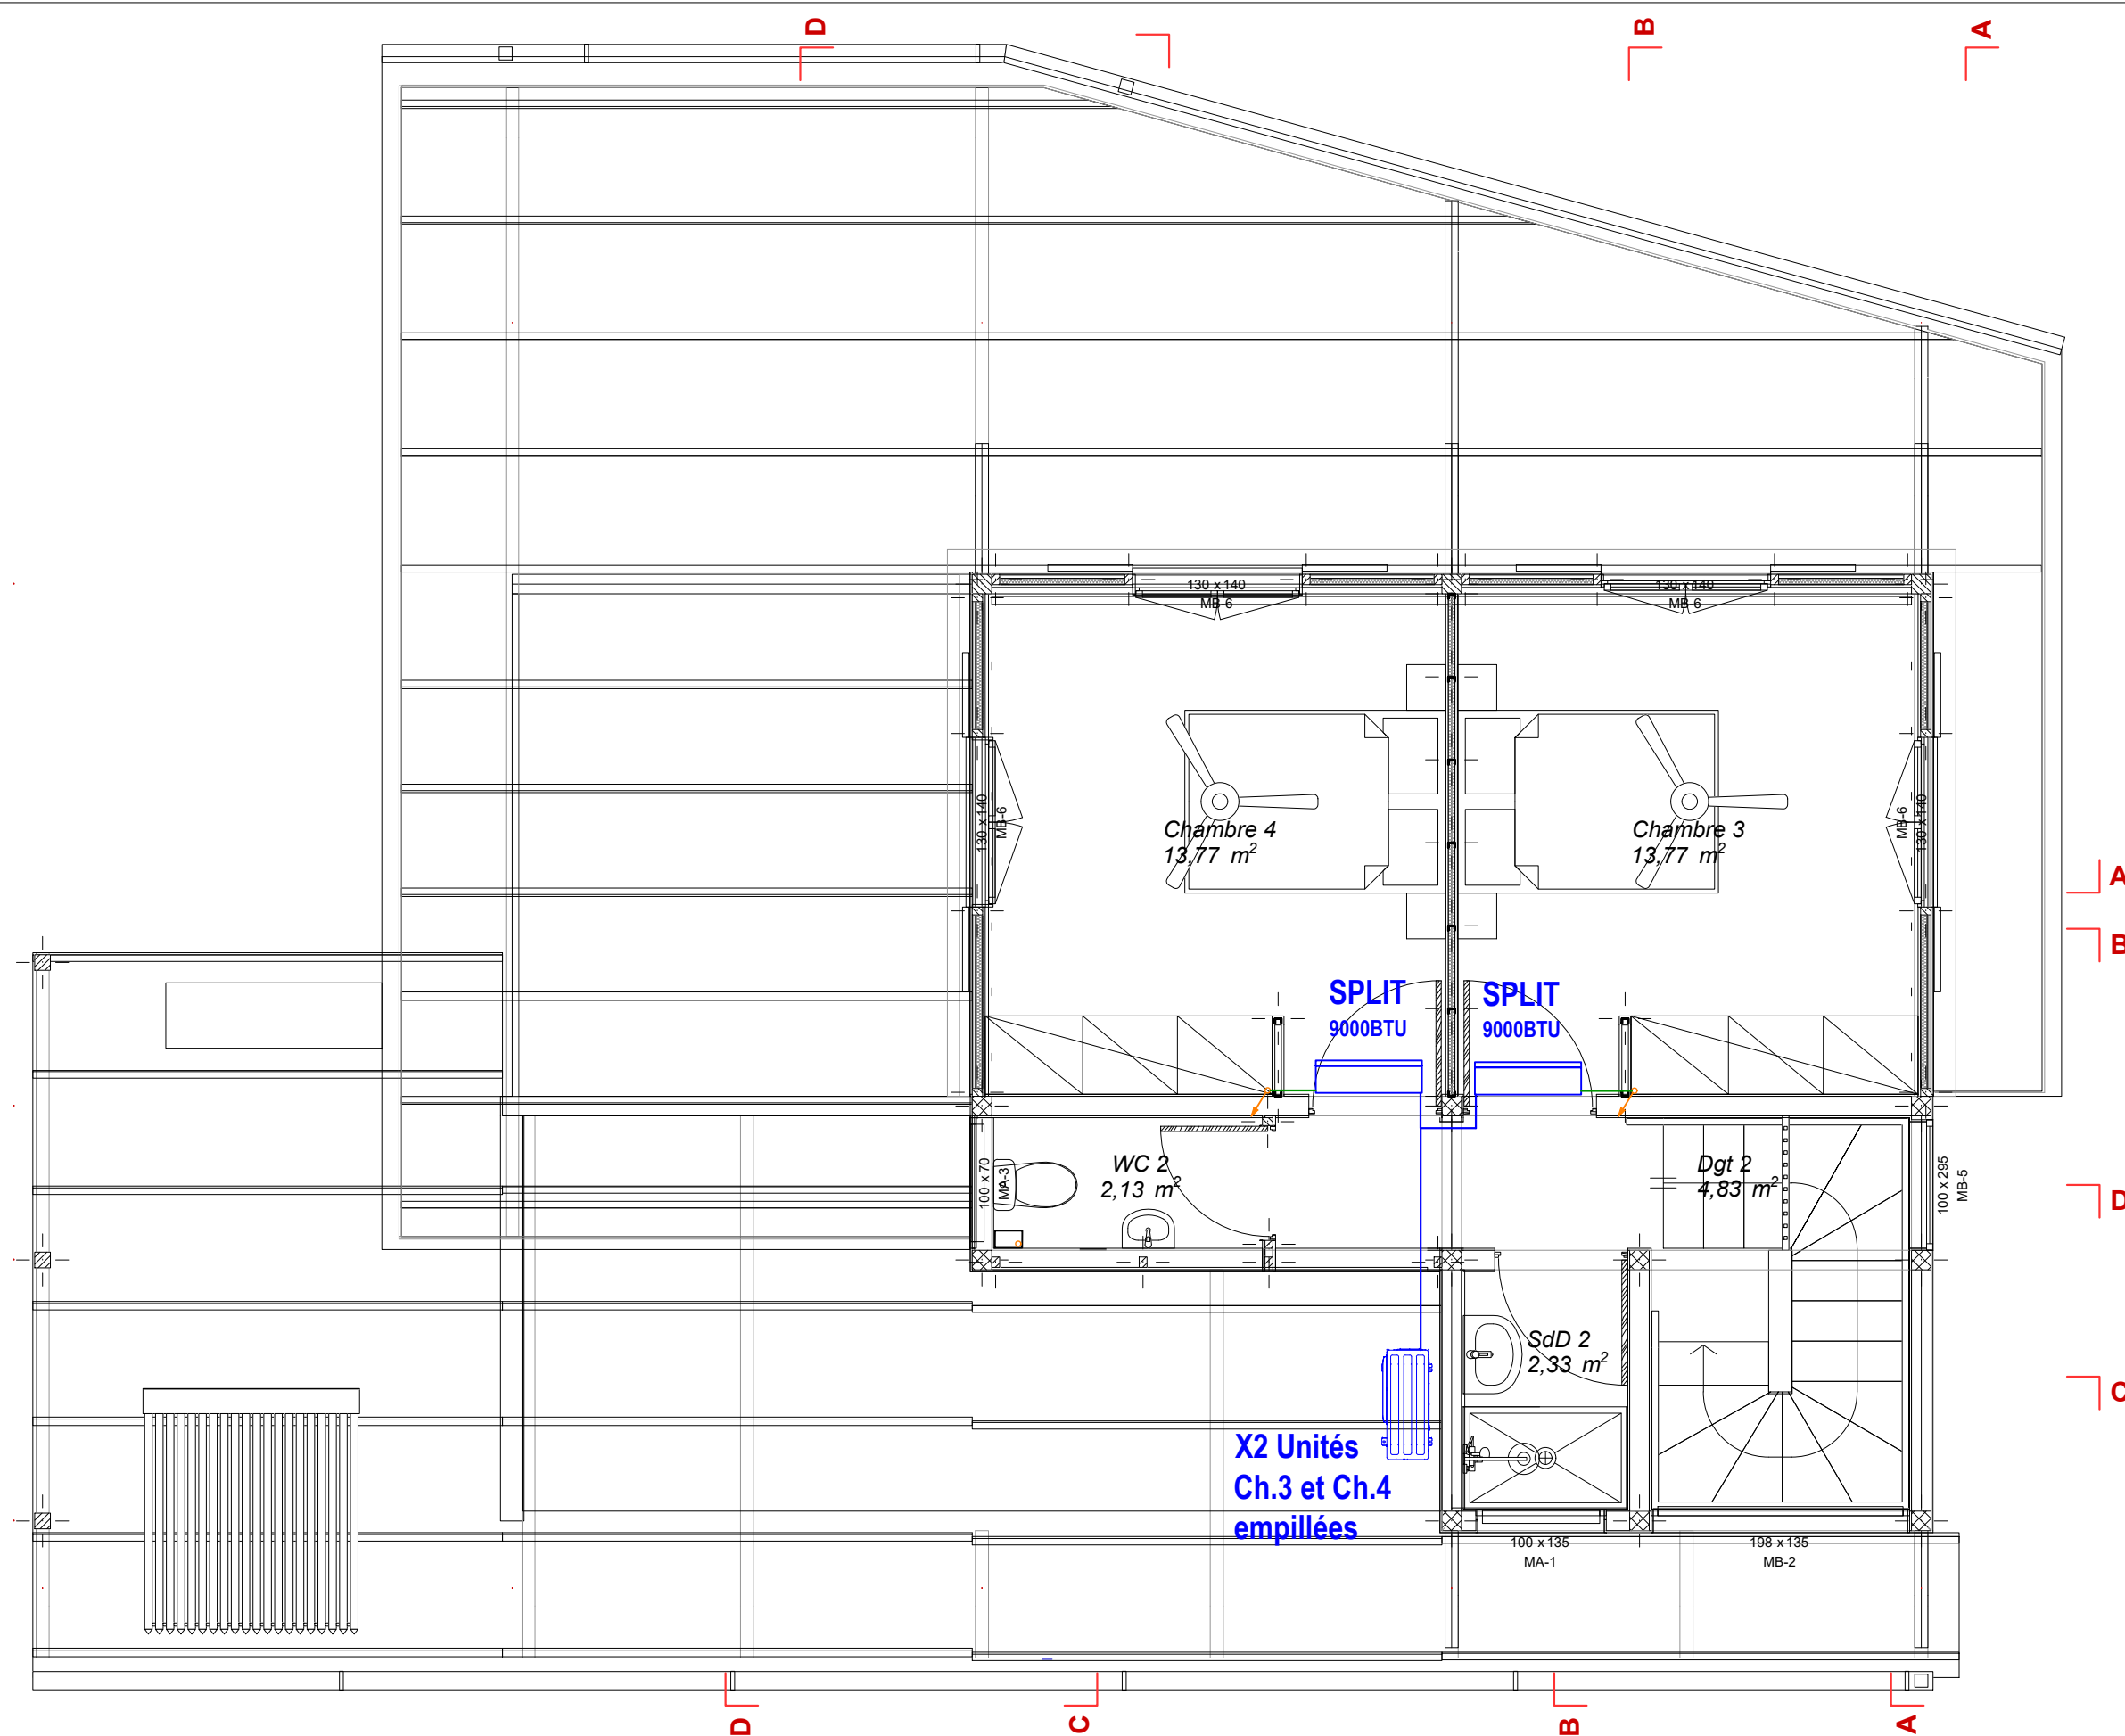 D
B
A
130 x 140
MB-6
130 x 140
MB-6
130 x 140
MB-6
Chambre 4
13,77 m²
Chambre 3
13,77 m²
MB-6
130 x 140
A
B
SPLIT
9000BTU
SPLIT
9000BTU
100 x 70
MA-3
WC 2
2,13 m²
Dgt 2
4,83 m²
100 x 295
MB-5
D
SdD 2
2,33 m²
C
X2 Unités
Ch.3 et Ch.4
empillées
100 x 135
MA-1
198 x 135
MB-2
D
C
B
A